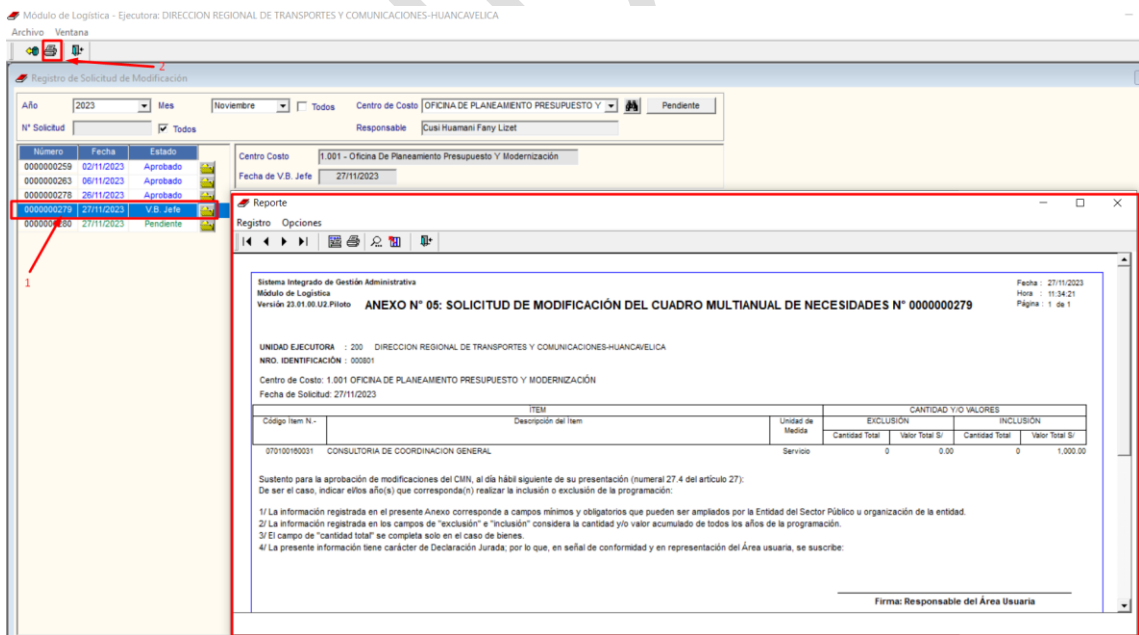 Módulo de Logística - Ejecutora: DIRECCION REGIONAL DE TRANSPORTES Y COMUNICACIONES-HUANCAVELICA
Archivo Ventana
2
Registro de Solicitud de Modificación
Año 2023 Mes Noviembre Todos Centro de Costo OFICINA DE PLANEAMIENTO PRESUPUESTO Y Pendiente
N° Solicitud Todos Responsable Cusi Huamani Fany Lizet
Número Fecha Estado
0000000259 02/11/2023 Aprobado
0000000263 06/11/2023 Aprobado
0000000278 26/11/2023 Aprobado
0000000279 27/11/2023 V.B. Jefe
0000000280 27/11/2023 Pendiente
1
Centro Costo 1.001 - Oficina De Planeamiento Presupuesto Y Modernización
Fecha de V.B. Jefe 27/11/2023
Reporte
Registro Opciones
Sistema Integrado de Gestión Administrativa
Módulo de Logística
Versión 23.01.00.U2.Piloto
ANEXO N° 05: SOLICITUD DE MODIFICACIÓN DEL CUADRO MULTIANUAL DE NECESIDADES N° 0000000279
Fecha : 27/11/2023
Hora : 11:34:21
Página : 1 de 1
UNIDAD EJECUTORA : 200 DIRECCION REGIONAL DE TRANSPORTES Y COMUNICACIONES-HUANCAVELICA
NRO. IDENTIFICACIÓN : 000801
Centro de Costo: 1.001 OFICINA DE PLANEAMIENTO PRESUPUESTO Y MODERNIZACIÓN
Fecha de Solicitud: 27/11/2023
ITEM CANTIDAD Y/O VALORES
Código Item N.- Descripción del Item Unidad de Medida EXCLUSIÓN INCLUSIÓN
Cantidad Total Valor Total S/ Cantidad Total Valor Total S/
070100160031 CONSULTORIA DE COORDINACION GENERAL Servicio 0 0.00 0 1,000.00
Sustento para la aprobación de modificaciones del CMN, al día hábil siguiente de su presentación (numeral 27.4 del artículo 27):
De ser el caso, indicar el/los año(s) que corresponda(n) realizar la inclusión o exclusión de la programación:
1/ La información registrada en el presente Anexo corresponde a campos mínimos y obligatorios que pueden ser ampliados por la Entidad del Sector Público u organización de la entidad.
2/ La información registrada en los campos de "exclusión" e "inclusión" considera la cantidad y/o valor acumulado de todos los años de la programación.
3/ El campo de "cantidad total" se completa solo en el caso de bienes.
4/ La presente información tiene carácter de Declaración Jurada; por lo que, en señal de conformidad y en representación del Área usuaria, se suscribe:
Firma: Responsable del Área Usuaria